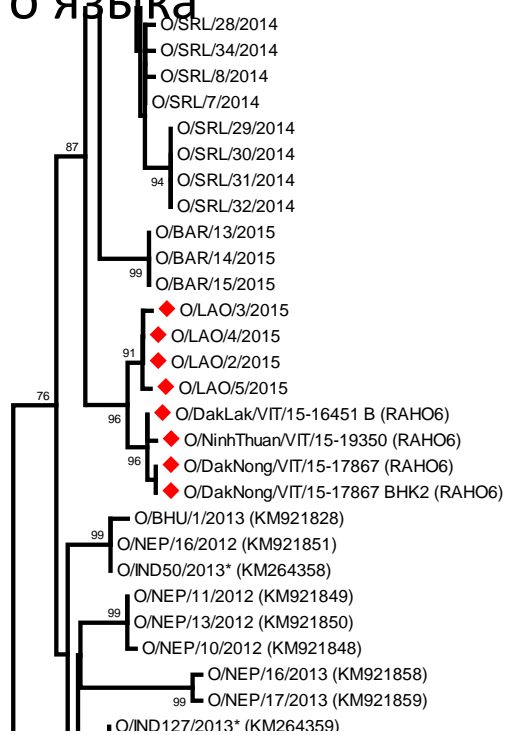 о языка
O/SRL/28/2014
O/SRL/34/2014
O/SRL/8/2014
O/SRL/7/2014
O/SRL/29/2014
87
O/SRL/30/2014
O/SRL/31/2014
94
O/SRL/32/2014
O/BAR/13/2015
O/BAR/14/2015
99
O/BAR/15/2015
O/LAO/3/2015
O/LAO/4/2015
91
O/LAO/2/2015
O/LAO/5/2015
76
O/DakLak/VIT/15-16451 B (RAHO6)
96
O/NinhThuan/VIT/15-19350 (RAHO6)
96
O/DakNong/VIT/15-17867 (RAHO6)
O/DakNong/VIT/15-17867 BHK2 (RAHO6)
O/BHU/1/2013 (KM921828)
99
O/NEP/16/2012 (KM921851)
O/IND50/2013* (KM264358)
O/NEP/11/2012 (KM921849)
99
O/NEP/13/2012 (KM921850)
O/NEP/10/2012 (KM921848)
O/NEP/16/2013 (KM921858)
99
O/NEP/17/2013 (KM921859)
O/IND127/2013* (KM264359)